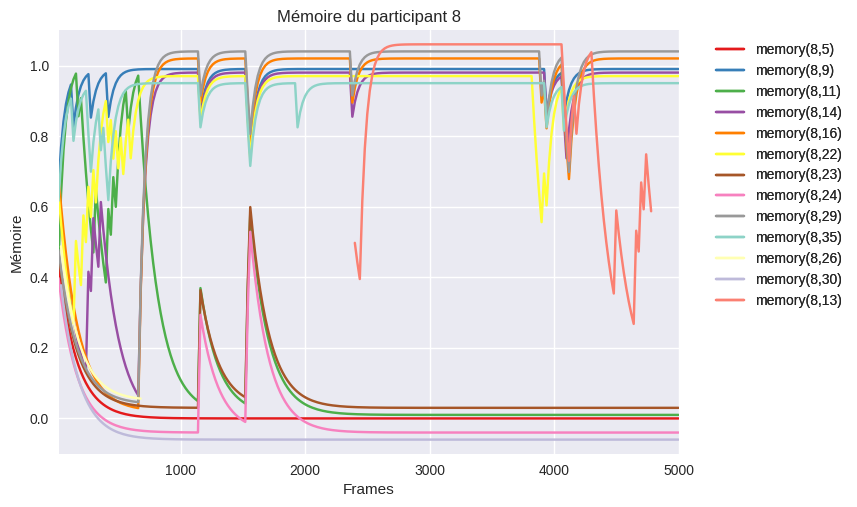 Mémoire du participant 8
1.0
0.8
0.6
0.4
0.2
0.0
Mémoire
1000
2000
3000
4000
5000
Frames
memory(8,5)
memory(8,9)
memory(8,11)
memory(8,14)
memory(8,16)
memory(8,22)
memory(8,23)
memory(8,24)
memory(8,29)
memory(8,35)
memory(8,26)
memory(8,30)
memory(8,13)